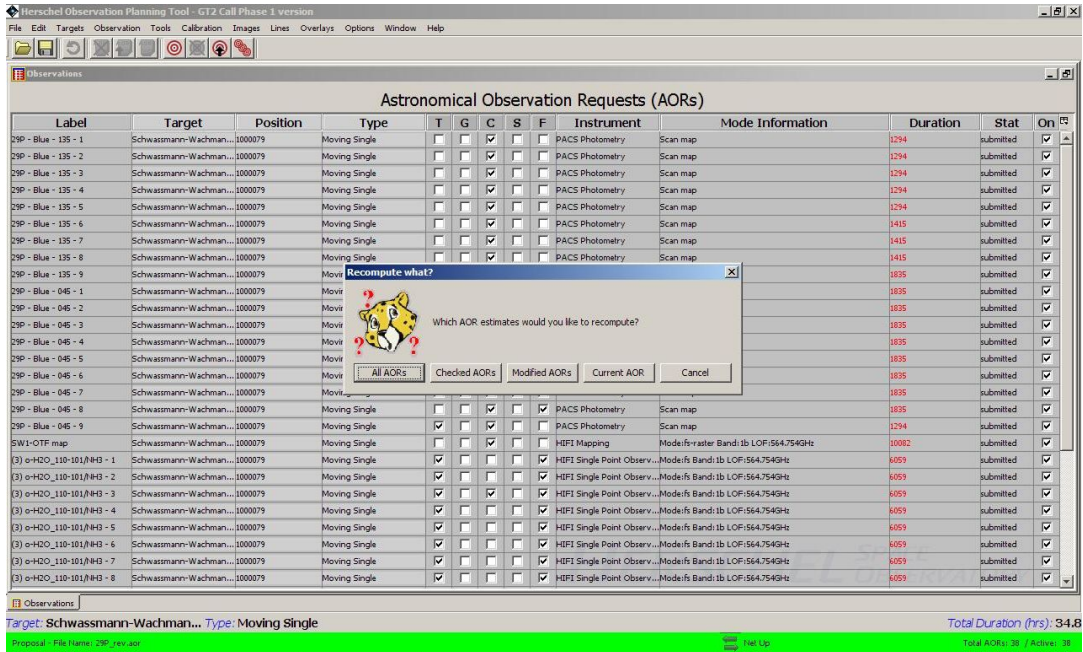 Herschel Observation Planning Tool - GT2 Call Phase 1 version
File Edit Targets Observation Tools Calibration Images Lines Overlays Options Window Help
Observations
Astronomical Observation Requests (AORs)
Label Target Position Type T G C S F Instrument Mode Information Duration Stat On
29P - Blue - 135 - 1 Schwassmann-Wachman... 1000079 Moving Single PACS Photometry Scan map 1294 submitted
29P - Blue - 135 - 2 Schwassmann-Wachman... 1000079 Moving Single PACS Photometry Scan map 1294 submitted
29P - Blue - 135 - 3 Schwassmann-Wachman... 1000079 Moving Single PACS Photometry Scan map 1294 submitted
29P - Blue - 135 - 4 Schwassmann-Wachman... 1000079 Moving Single PACS Photometry Scan map 1294 submitted
29P - Blue - 135 - 5 Schwassmann-Wachman... 1000079 Moving Single PACS Photometry Scan map 1294 submitted
29P - Blue - 135 - 6 Schwassmann-Wachman... 1000079 Moving Single PACS Photometry Scan map 1415 submitted
29P - Blue - 135 - 7 Schwassmann-Wachman... 1000079 Moving Single PACS Photometry Scan map 1415 submitted
29P - Blue - 135 - 8 Schwassmann-Wachman... 1000079 Moving Single PACS Photometry Scan map 1415 submitted
29P - Blue - 135 - 9 Schwassmann-Wachman... 1000079 Movin 1835 submitted
29P - Blue - 045 - 1 Schwassmann-Wachman... 1000079 Movin 1835 submitted
29P - Blue - 045 - 2 Schwassmann-Wachman... 1000079 Movin 1835 submitted
29P - Blue - 045 - 3 Schwassmann-Wachman... 1000079 Movin 1835 submitted
29P - Blue - 045 - 4 Schwassmann-Wachman... 1000079 Movin 1835 submitted
29P - Blue - 045 - 5 Schwassmann-Wachman... 1000079 Movin 1835 submitted
29P - Blue - 045 - 6 Schwassmann-Wachman... 1000079 Movin 1835 submitted
29P - Blue - 045 - 7 Schwassmann-Wachman... 1000079 Movin 1835 submitted
29P - Blue - 045 - 8 Schwassmann-Wachman... 1000079 Moving Single PACS Photometry Scan map 1835 submitted
29P - Blue - 045 - 9 Schwassmann-Wachman... 1000079 Moving Single PACS Photometry Scan map 1294 submitted
SW1-OTF map Schwassmann-Wachman... 1000079 Moving Single HIFI Mapping Mode:fs-raster Band:1b LOF:564.754GHz 10082 submitted
(3) o-H2O_110-101/NH3 - 1 Schwassmann-Wachman... 1000079 Moving Single HIFI Single Point Observ... Mode:fs Band:1b LOF:564.754GHz 6059 submitted
(3) o-H2O_110-101/NH3 - 2 Schwassmann-Wachman... 1000079 Moving Single HIFI Single Point Observ... Mode:fs Band:1b LOF:564.754GHz 6059 submitted
(3) o-H2O_110-101/NH3 - 3 Schwassmann-Wachman... 1000079 Moving Single HIFI Single Point Observ... Mode:fs Band:1b LOF:564.754GHz 6059 submitted
(3) o-H2O_110-101/NH3 - 4 Schwassmann-Wachman... 1000079 Moving Single HIFI Single Point Observ... Mode:fs Band:1b LOF:564.754GHz 6059 submitted
(3) o-H2O_110-101/NH3 - 5 Schwassmann-Wachman... 1000079 Moving Single HIFI Single Point Observ... Mode:fs Band:1b LOF:564.754GHz 6059 submitted
(3) o-H2O_110-101/NH3 - 6 Schwassmann-Wachman... 1000079 Moving Single HIFI Single Point Observ... Mode:fs Band:1b LOF:564.754GHz 6059 submitted
(3) o-H2O_110-101/NH3 - 7 Schwassmann-Wachman... 1000079 Moving Single HIFI Single Point Observ... Mode:fs Band:1b LOF:564.754GHz 6059 submitted
(3) o-H2O_110-101/NH3 - 8 Schwassmann-Wachman... 1000079 Moving Single HIFI Single Point Observ... Mode:fs Band:1b LOF:564.754GHz 6059 submitted
Recompute what?
? ? ?
Which AOR estimates would you like to recompute?
All AORs Checked AORs Modified AORs Current AOR Cancel
Observations
Target: Schwassmann-Wachman... Type: Moving Single Total Duration (hrs): 34.8
Proposal - File Name: 29P_rev.aor Net Up Total AORs: 38 / Active: 38